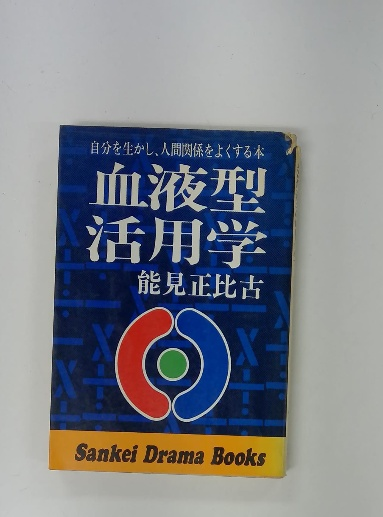 自分を生かし、人間関係をよくする本
血液型
活用学
能見正比古
Sankei Drama Books